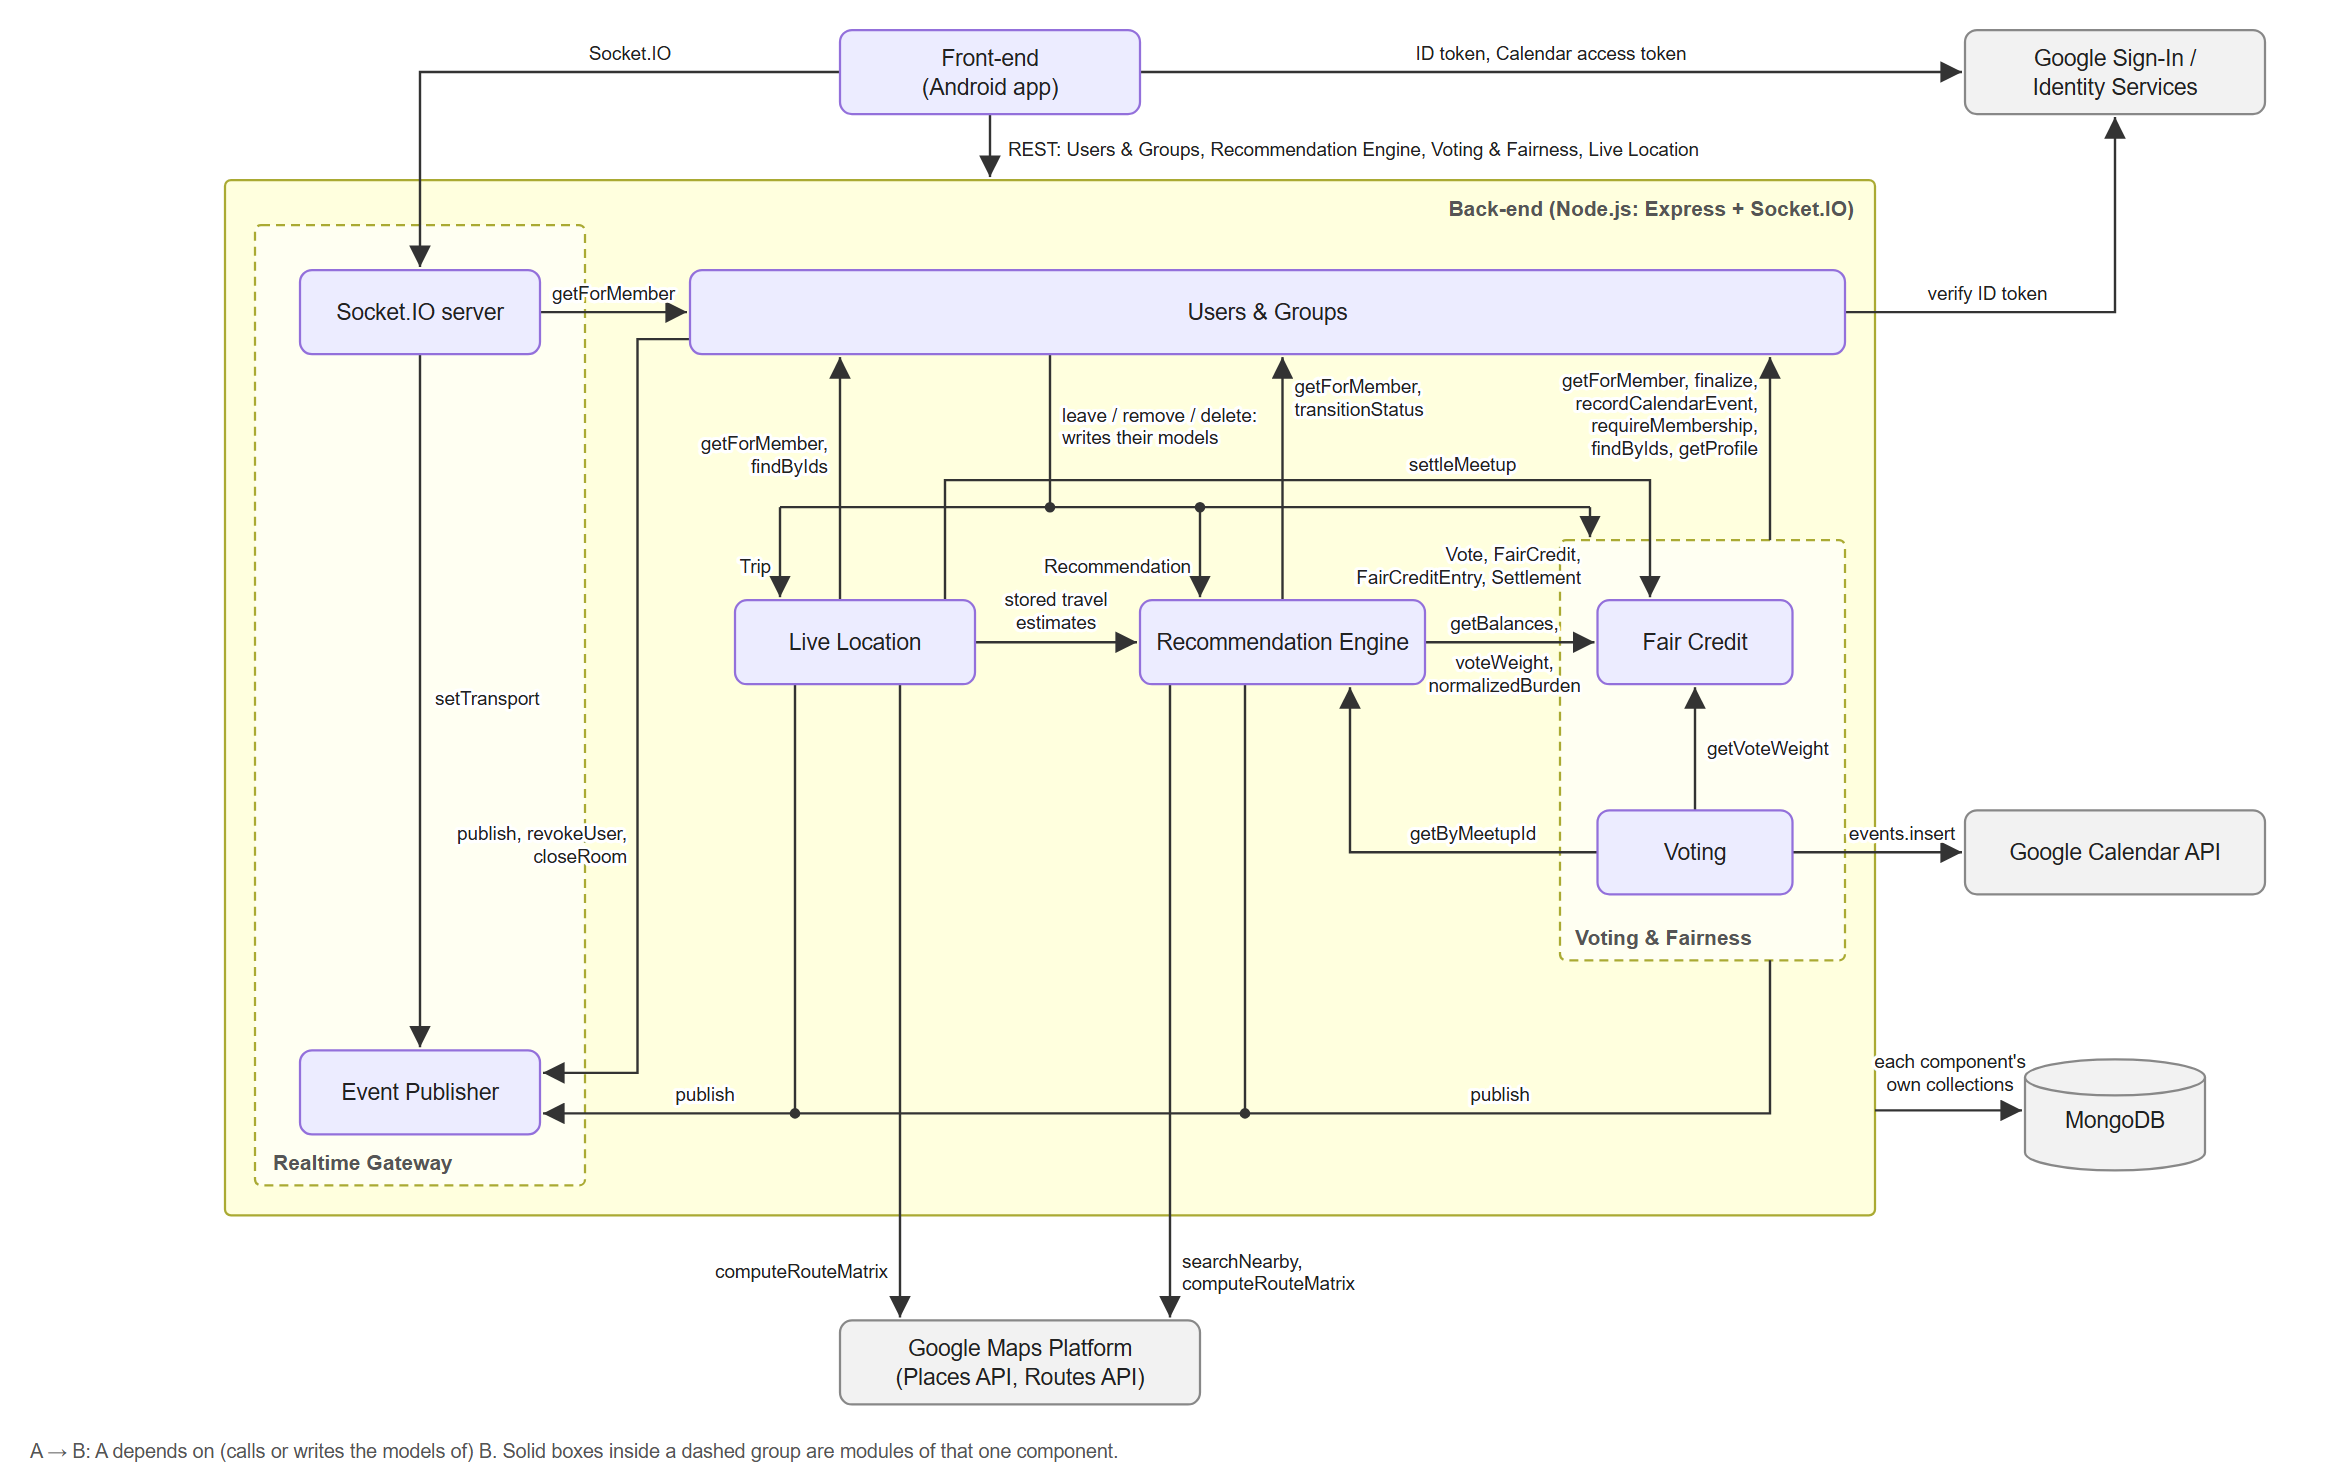 Socket.IO
Front-end
(Android app)
ID token, Calendar access token
Google Sign-In /
Identity Services
REST: Users & Groups, Recommendation Engine, Voting & Fairness, Live Location
Back-end (Node.js: Express + Socket.IO)
Socket.IO server
getForMember
Users & Groups
verify ID token
getForMember,
findByIds
leave / remove / delete:
writes their models
getForMember,
transitionStatus
getForMember, finalize,
recordCalendarEvent,
requireMembership,
findByIds, getProfile
settleMeetup
Trip
Recommendation
Vote, FairCredit,
FairCreditEntry, Settlement
Live Location
stored travel
estimates
Recommendation Engine
getBalances,
voteWeight,
normalizedBurden
Fair Credit
setTransport
getVoteWeight
publish, revokeUser,
closeRoom
getByMeetupId
Voting
events.insert
Google Calendar API
Voting & Fairness
Event Publisher
publish
publish
each component's
own collections
MongoDB
Realtime Gateway
computeRouteMatrix
searchNearby,
computeRouteMatrix
Google Maps Platform
(Places API, Routes API)
A → B: A depends on (calls or writes the models of) B. Solid boxes inside a dashed group are modules of that one component.